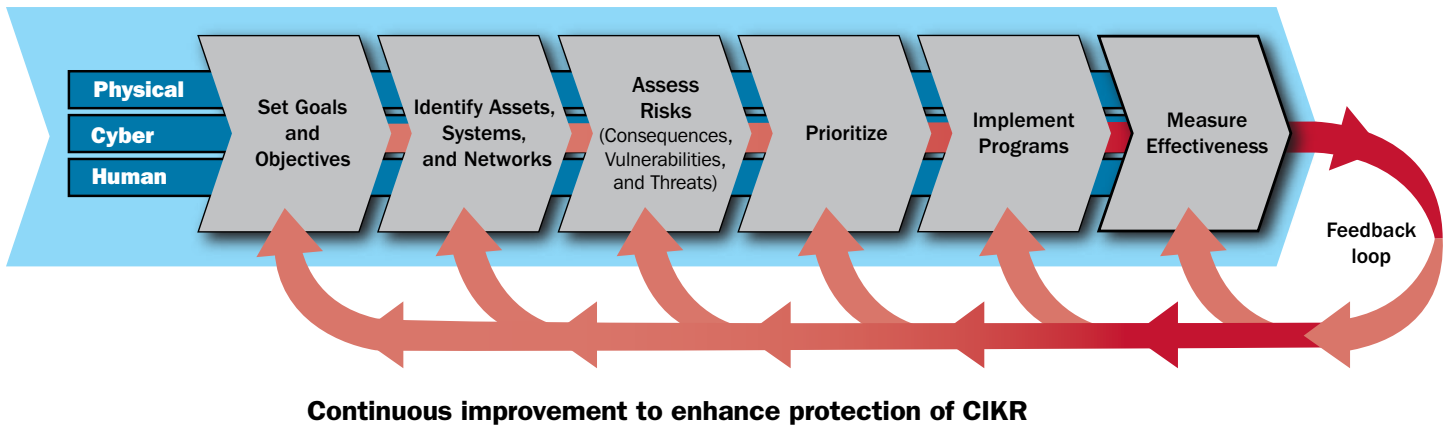 Physical
Cyber
Human
Set Goals
and
Objectives
Identify Assets,
Systems,
and Networks
Assess
Risks
(Consequences,
Vulnerabilities,
and Threats)
Prioritize
Implement
Programs
Measure
Effectiveness
Feedback
loop
Continuous improvement to enhance protection of CIKR